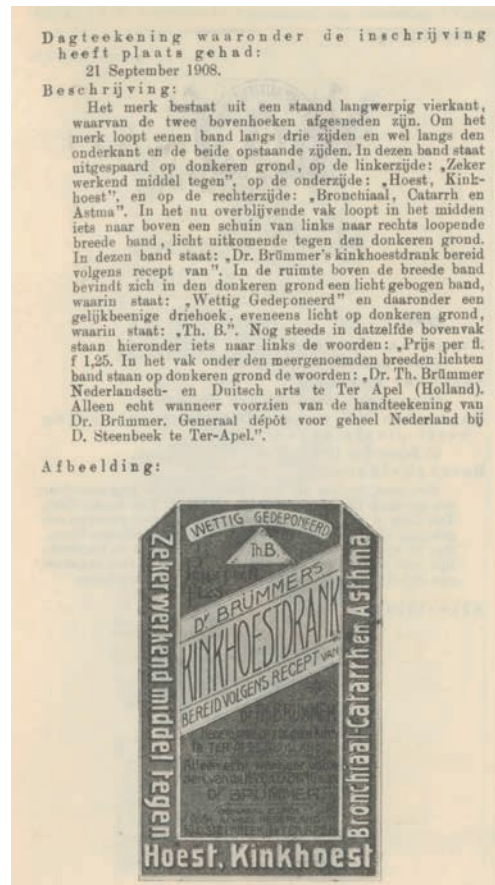 Dagteekening waaronder de inschrijving
heeft plaats gehad:
21 September 1908.
Beschrijving:
Het merk bestaat uit een staand langwerpig vierkant,
waarvan de twee bovenhoeken afgesneden zijn. Om het
merk loopt eenen band langs drie zijden en wel langs den
onderkant en de beide opstaande zijden. In dezen band staat
uitgespaard op donkeren grond, op de linkerzijde: „Zeker
werkend middel tegen”, op de onderzijde: „Hoest, Kink-
hoest”, en op de rechterzijde: „Bronchiaal, Catarrh en
Astma”. In het nu overblijvende vak loopt in het midden
iets naar boven een schuin van links naar rechts loopende
breede band, licht uitkomende tegen den donkeren grond.
In dezen band staat: „Dr. Brümmer's kinkhoestdrank bereid
volgens recept van”. In de ruimte boven de breede band
bevindt zich in den donkeren grond een licht gebogen band,
waarin staat: „Wettig Gedeponeerd” en daaronder een
gelijkbeenige driehoek, eveneens licht op donkeren grond,
waarin staat: „Th. B.”. Nog steeds in datzelfde bovenvak
staan hieronder iets naar links de woorden: „Prijs per fl.
f 1,25. In het vak onder den meergenoemden breeden lichten
band staan op donkeren grond de woorden: „Dr. Th. Brümmer
Nederlandsch- en Duitsch arts te Ter Apel (Holland).
Alleen echt wanneer voorzien van de handteekening van
Dr. Brümmer. Generaal dépôt voor geheel Nederland bij
D. Steenbeek te Ter-Apel.”.
Afbeelding:
WETTIG GEDEPONEERD
Th.B.
Dr BRÜMMERS
KINKHOESTDRANK
BEREID VOLGENS RECEPT VAN
Dr TH. BRÜMMER
Dr BRÜMMER
Zeker werkend middel tegen
Hoest, Kinkhoest
Bronchiaal-Catarrh en Asthma